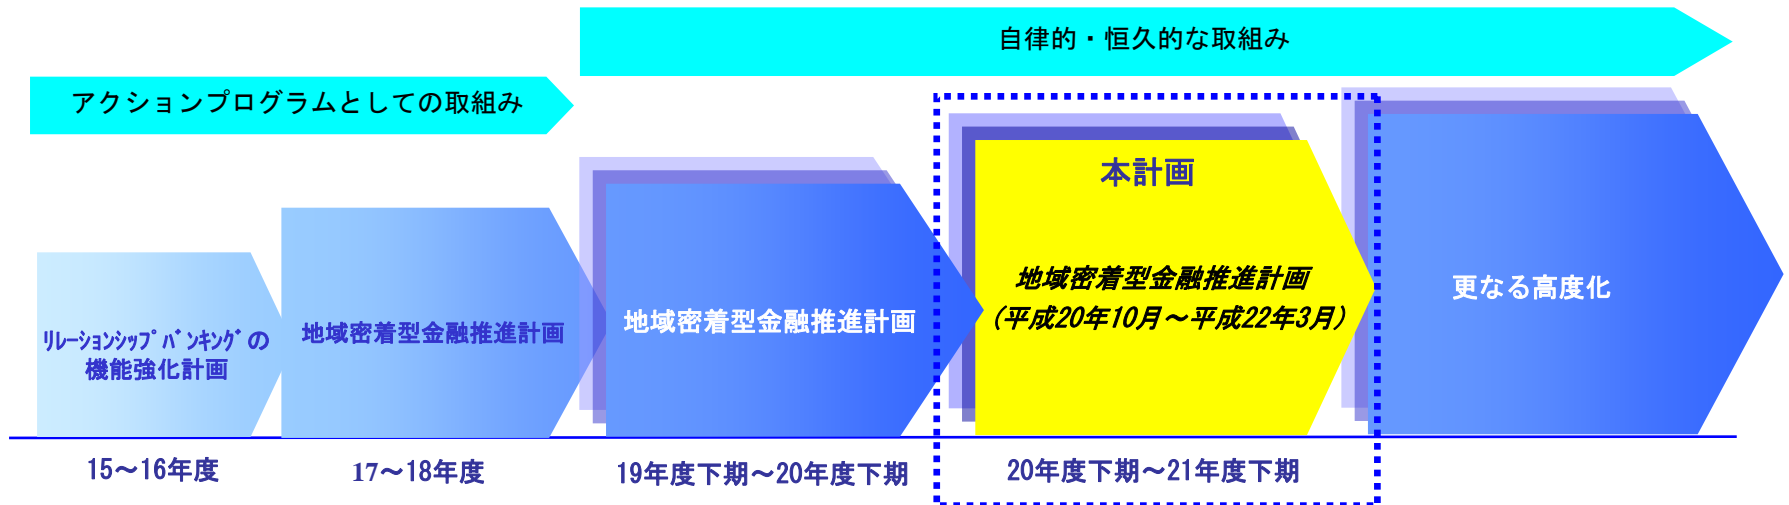 自律的・恒久的な取組み
アクションプログラムとしての取組み
本計画
地域密着型金融推進計画
(平成20年10月～平成22年3月)
更なる高度化
地域密着型金融推進計画
地域密着型金融推進計画
ﾘﾚｰｼｮﾝｼｯﾌﾟﾊﾞﾝｷﾝｸﾞの
機能強化計画
15～16年度
17～18年度
19年度下期～20年度下期
20年度下期～21年度下期